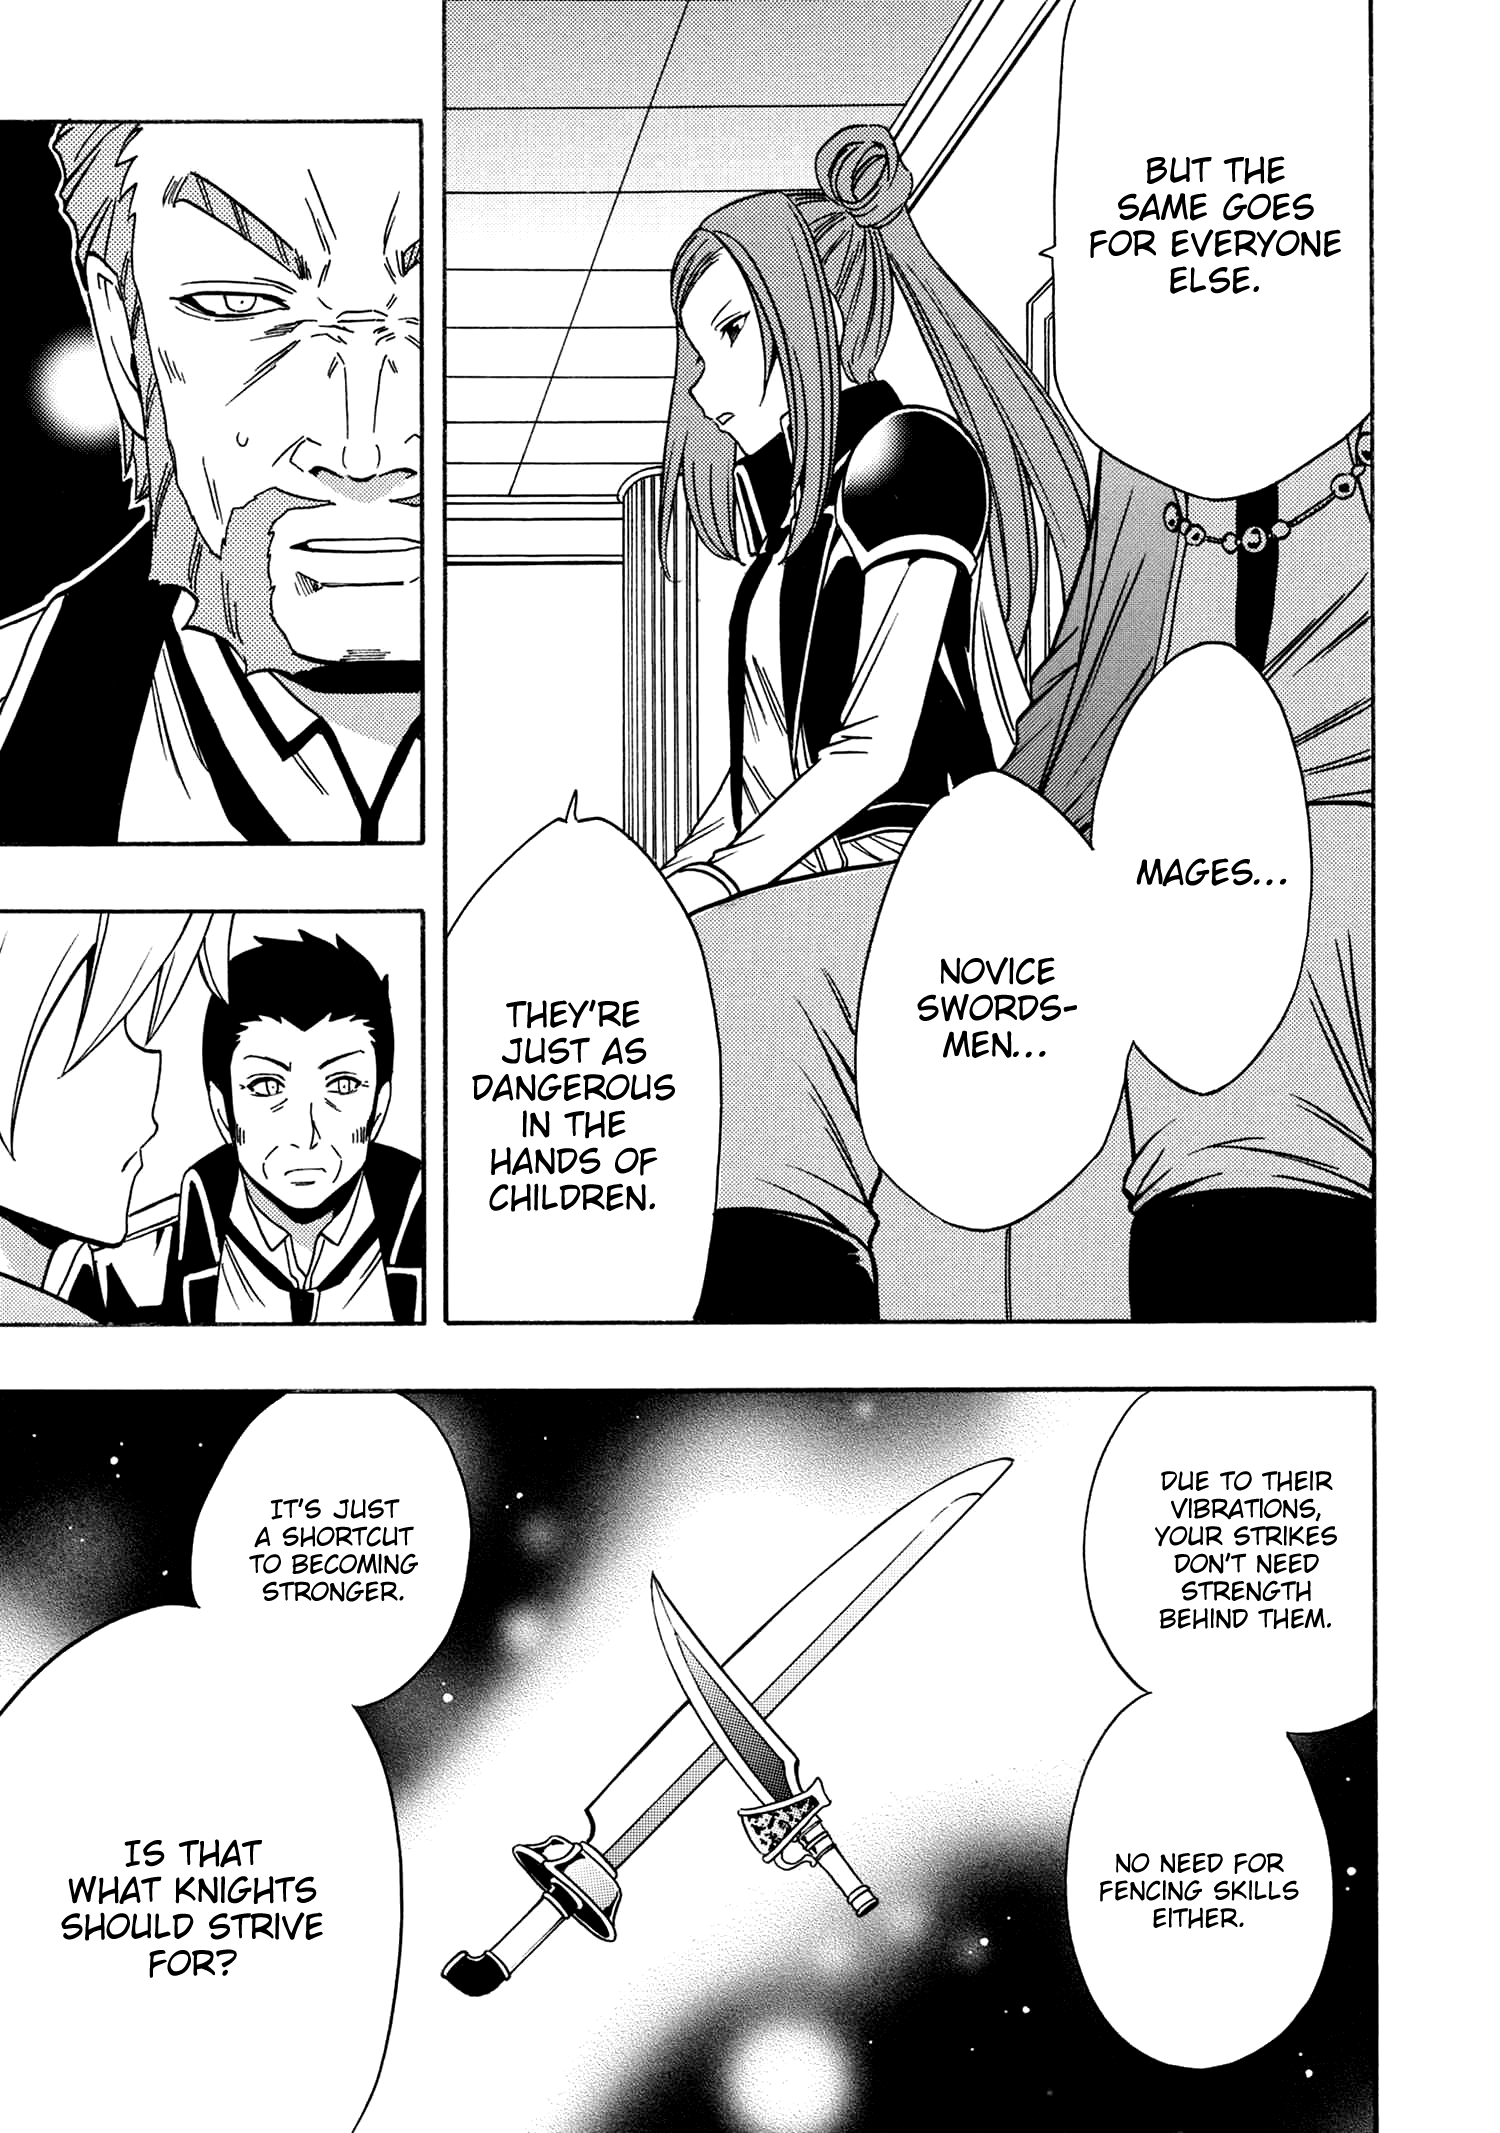 BUT THE
SAME GOES
FOR EVERYONE
ELSE.
MAGES...
NOVICE
SWORDS-
MEN...
THEY'RE
JUST AS
DANGEROUS
IN THE
HANDS OF
CHILDREN.
DUE TO THEIR
VIBRATIONS,
YOUR STRIKES
DON'T NEED
STRENGTH
BEHIND THEM.
NO NEED FOR
FENCING SKILLS
EITHER.
IT'S JUST
A SHORTCUT
TO BECOMING
STRONGER.
IS THAT
WHAT KNIGHTS
SHOULD STRIVE
FOR?